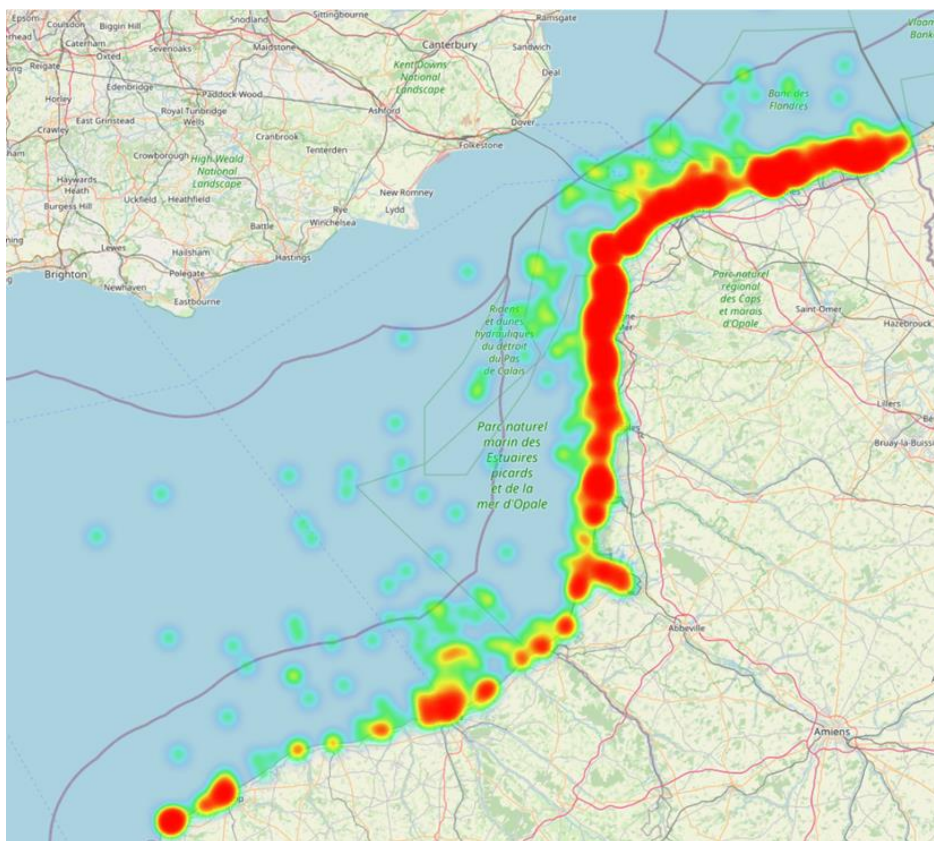 Epsom
Coulsdon
Biggin Hill
Snodland
Sittingbourne
Ramsgate
Caterham
Sevenoaks
Maidstone
Canterbury
Sandwich
Reigate
Oxted
Kent Downs
National
Landscape
Deal
Horley
Edenbridge
Paddock Wood
Ashford
Dover
Royal Tunbridge
Wells
East Grinstead
Crawley
Cranbrook
Folkestone
Tenterden
Crowborough
High Weald
National
Landscape
Haywards
Heath
Uckfield
Heathfield
New Romney
Lydd
Burgess Hill
Rye
Winchelsea
Battle
Lewes
Hailsham
Hastings
Brighton
Polegate
Newhaven
Eastbourne
Banc des
Flandres
Parc naturel
régional
des Caps
et marais
d'Opale
Saint-Omer
Hazebrouck
Ridens
et dunes
hydrauliques
du détroit
du Pas
de Calais
Lillers
Bruay-la-Buiss
Parc naturel
marin des
Estuaires
picards
et de la
mer d'Opale
Abbeville
Amiens